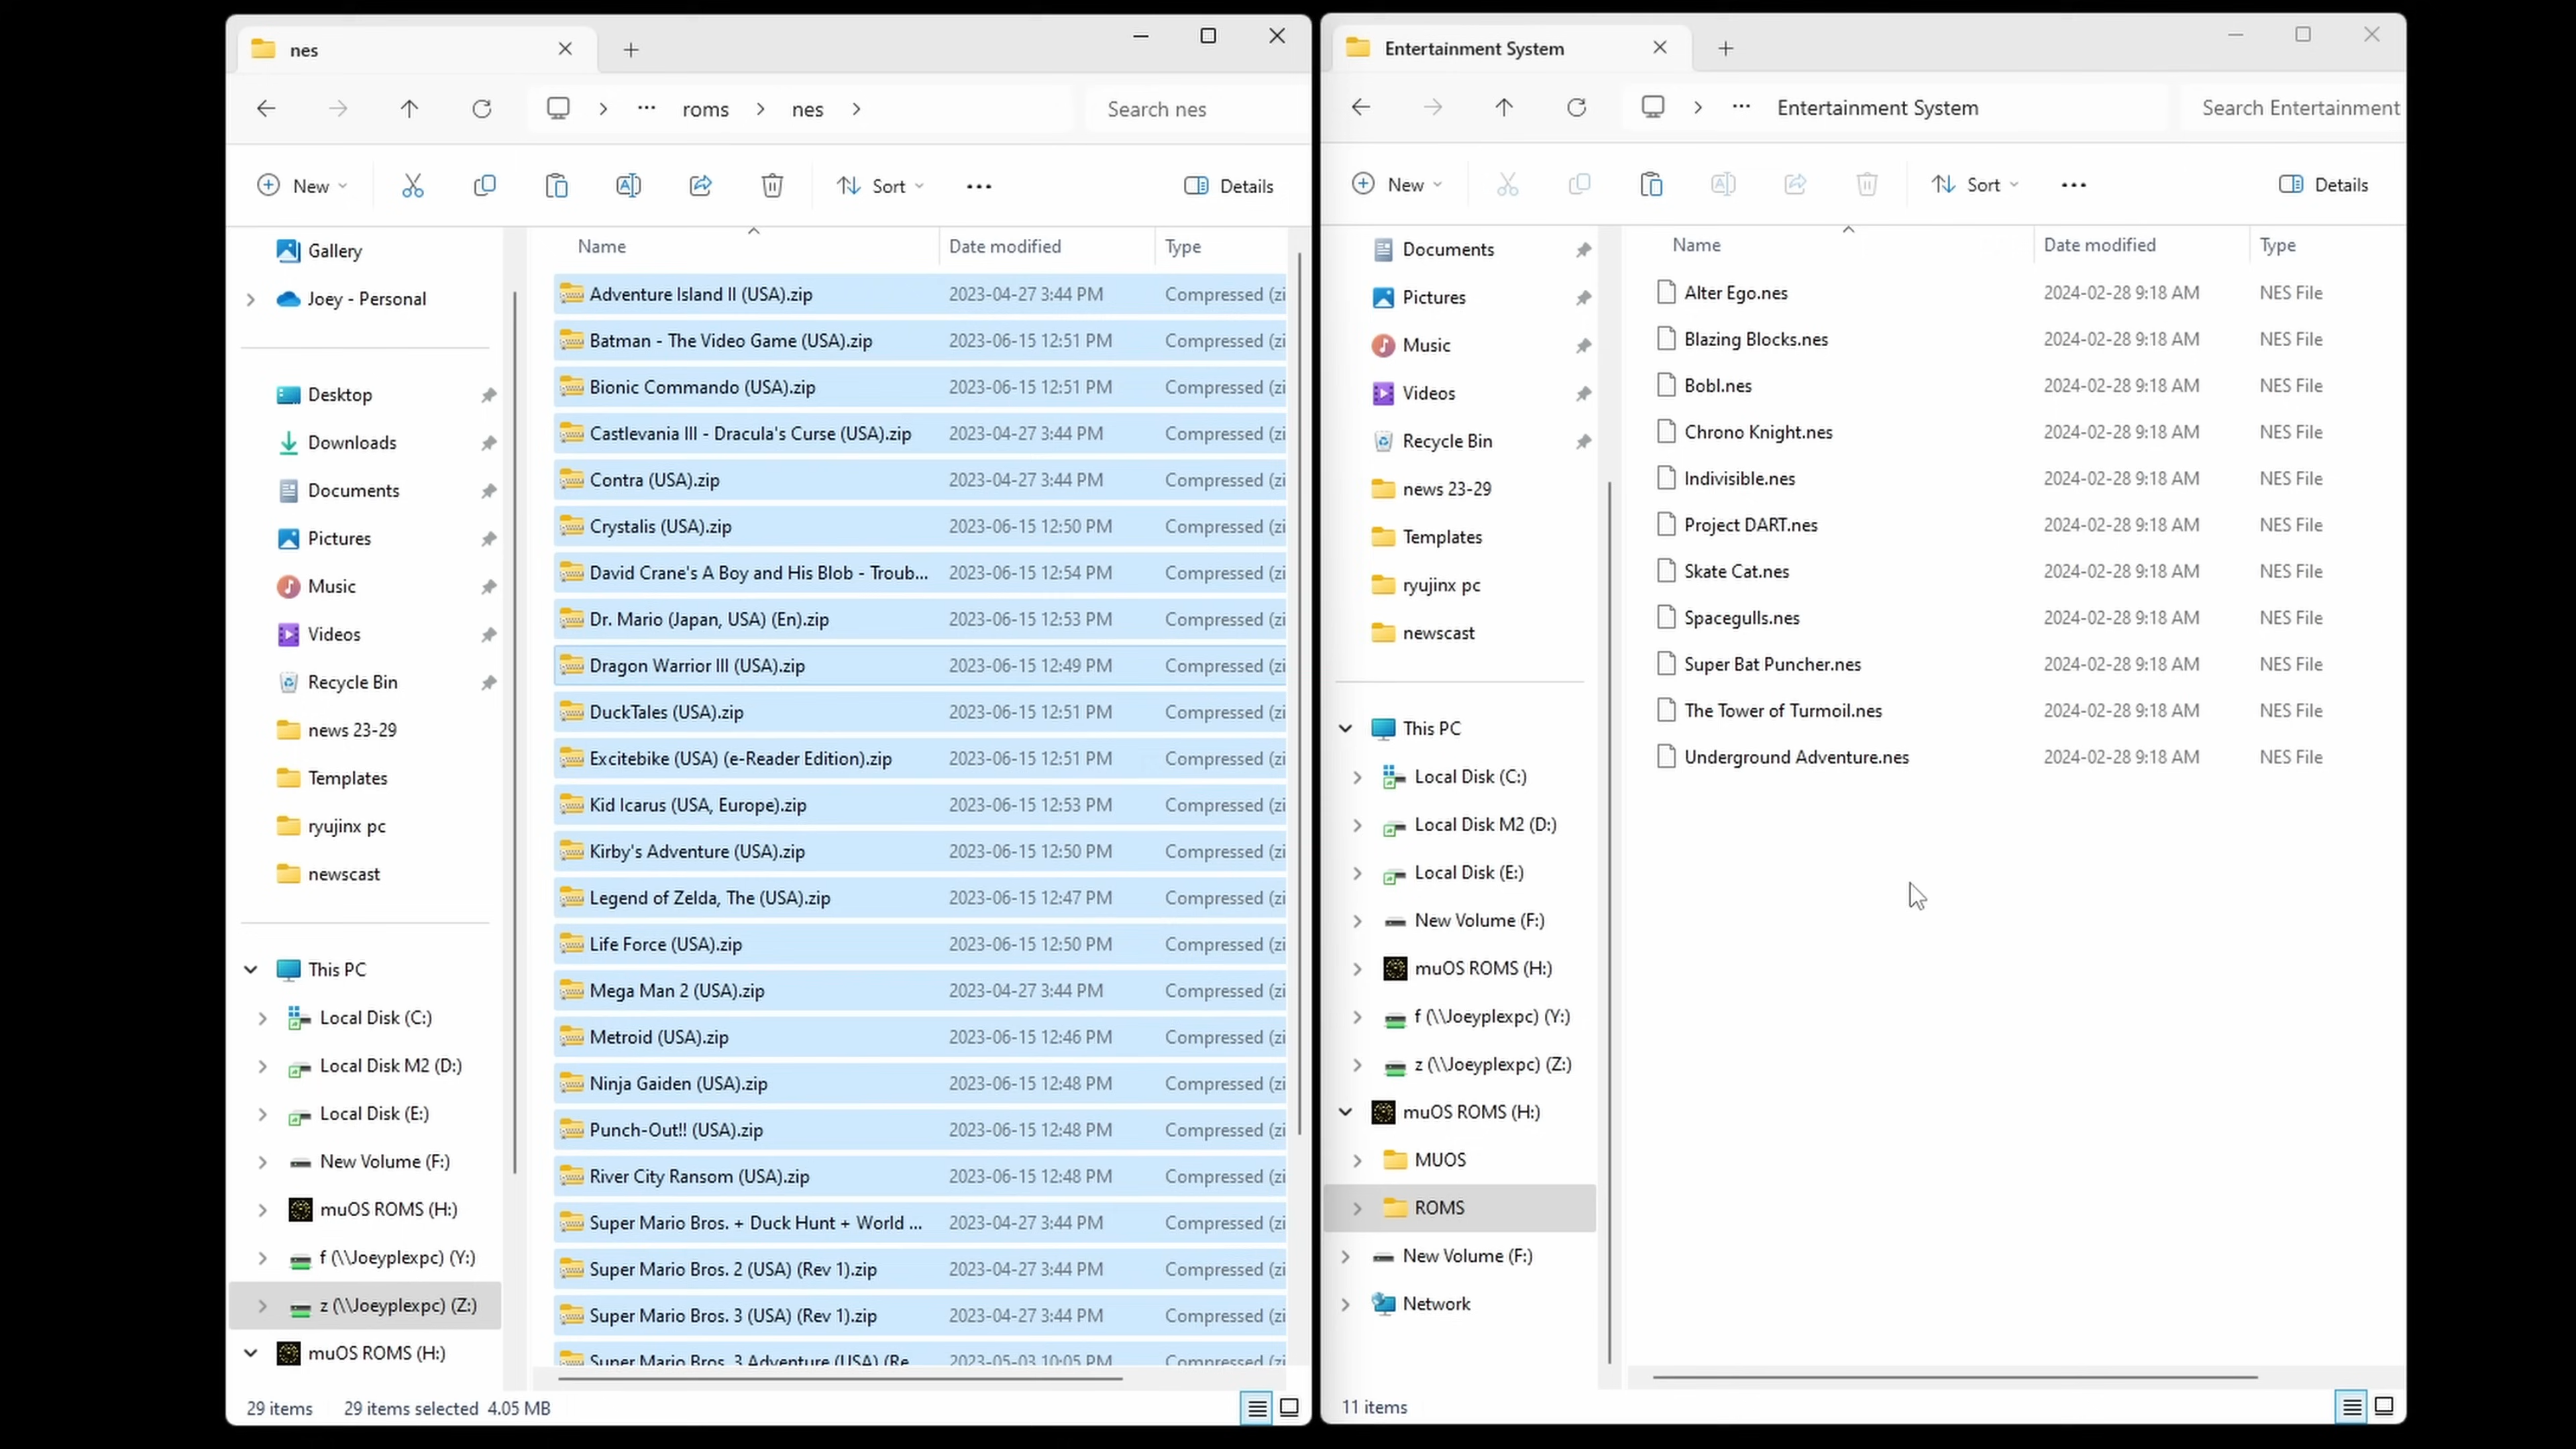 nes
roms
nes
Search nes
New
Sort
Details
Gallery
Joey - Personal
Desktop
Downloads
Documents
Pictures
Music
Videos
Recycle Bin
news 23-29
Templates
ryujinx pc
newscast
This PC
Local Disk (C:)
Local Disk M2 (D:)
Local Disk (E:)
New Volume (F:)
muOS ROMS (H:)
f (\\Joeyplexpc) (Y:)
z (\\Joeyplexpc) (Z:)
muOS ROMS (H:)
Name Date modified Type
Adventure Island II (USA).zip 2023-04-27 3:44 PM Compressed (zi
Batman - The Video Game (USA).zip 2023-06-15 12:51 PM Compressed (zi
Bionic Commando (USA).zip 2023-06-15 12:51 PM Compressed (zi
Castlevania III - Dracula's Curse (USA).zip 2023-04-27 3:44 PM Compressed (zi
Contra (USA).zip 2023-04-27 3:44 PM Compressed (zi
Crystalis (USA).zip 2023-06-15 12:50 PM Compressed (zi
David Crane's A Boy and His Blob - Troub... 2023-06-15 12:54 PM Compressed (zi
Dr. Mario (Japan, USA) (En).zip 2023-06-15 12:53 PM Compressed (zi
Dragon Warrior III (USA).zip 2023-06-15 12:49 PM Compressed (zi
DuckTales (USA).zip 2023-06-15 12:51 PM Compressed (zi
Excitebike (USA) (e-Reader Edition).zip 2023-06-15 12:51 PM Compressed (zi
Kid Icarus (USA, Europe).zip 2023-06-15 12:53 PM Compressed (zi
Kirby's Adventure (USA).zip 2023-06-15 12:50 PM Compressed (zi
Legend of Zelda, The (USA).zip 2023-06-15 12:47 PM Compressed (zi
Life Force (USA).zip 2023-06-15 12:50 PM Compressed (zi
Mega Man 2 (USA).zip 2023-04-27 3:44 PM Compressed (zi
Metroid (USA).zip 2023-06-15 12:46 PM Compressed (zi
Ninja Gaiden (USA).zip 2023-06-15 12:48 PM Compressed (zi
Punch-Out!! (USA).zip 2023-06-15 12:48 PM Compressed (zi
River City Ransom (USA).zip 2023-06-15 12:48 PM Compressed (zi
Super Mario Bros. + Duck Hunt + World ... 2023-04-27 3:44 PM Compressed (zi
Super Mario Bros. 2 (USA) (Rev 1).zip 2023-04-27 3:44 PM Compressed (zi
Super Mario Bros. 3 (USA) (Rev 1).zip 2023-04-27 3:44 PM Compressed (zi
Super Mario Bros. 3 Adventure (USA) (Re 2023-05-03 10:05 PM Compressed (zi
29 items 29 items selected 4.05 MB
Entertainment System
Entertainment System
Search Entertainment
New
Sort
Details
Documents
Pictures
Music
Videos
Recycle Bin
news 23-29
Templates
ryujinx pc
newscast
This PC
Local Disk (C:)
Local Disk M2 (D:)
Local Disk (E:)
New Volume (F:)
muOS ROMS (H:)
f (\\Joeyplexpc) (Y:)
z (\\Joeyplexpc) (Z:)
muOS ROMS (H:)
MUOS
ROMS
New Volume (F:)
Network
Name Date modified Type
Alter Ego.nes 2024-02-28 9:18 AM NES File
Blazing Blocks.nes 2024-02-28 9:18 AM NES File
Bobl.nes 2024-02-28 9:18 AM NES File
Chrono Knight.nes 2024-02-28 9:18 AM NES File
Indivisible.nes 2024-02-28 9:18 AM NES File
Project DART.nes 2024-02-28 9:18 AM NES File
Skate Cat.nes 2024-02-28 9:18 AM NES File
Spacegulls.nes 2024-02-28 9:18 AM NES File
Super Bat Puncher.nes 2024-02-28 9:18 AM NES File
The Tower of Turmoil.nes 2024-02-28 9:18 AM NES File
Underground Adventure.nes 2024-02-28 9:18 AM NES File
11 items